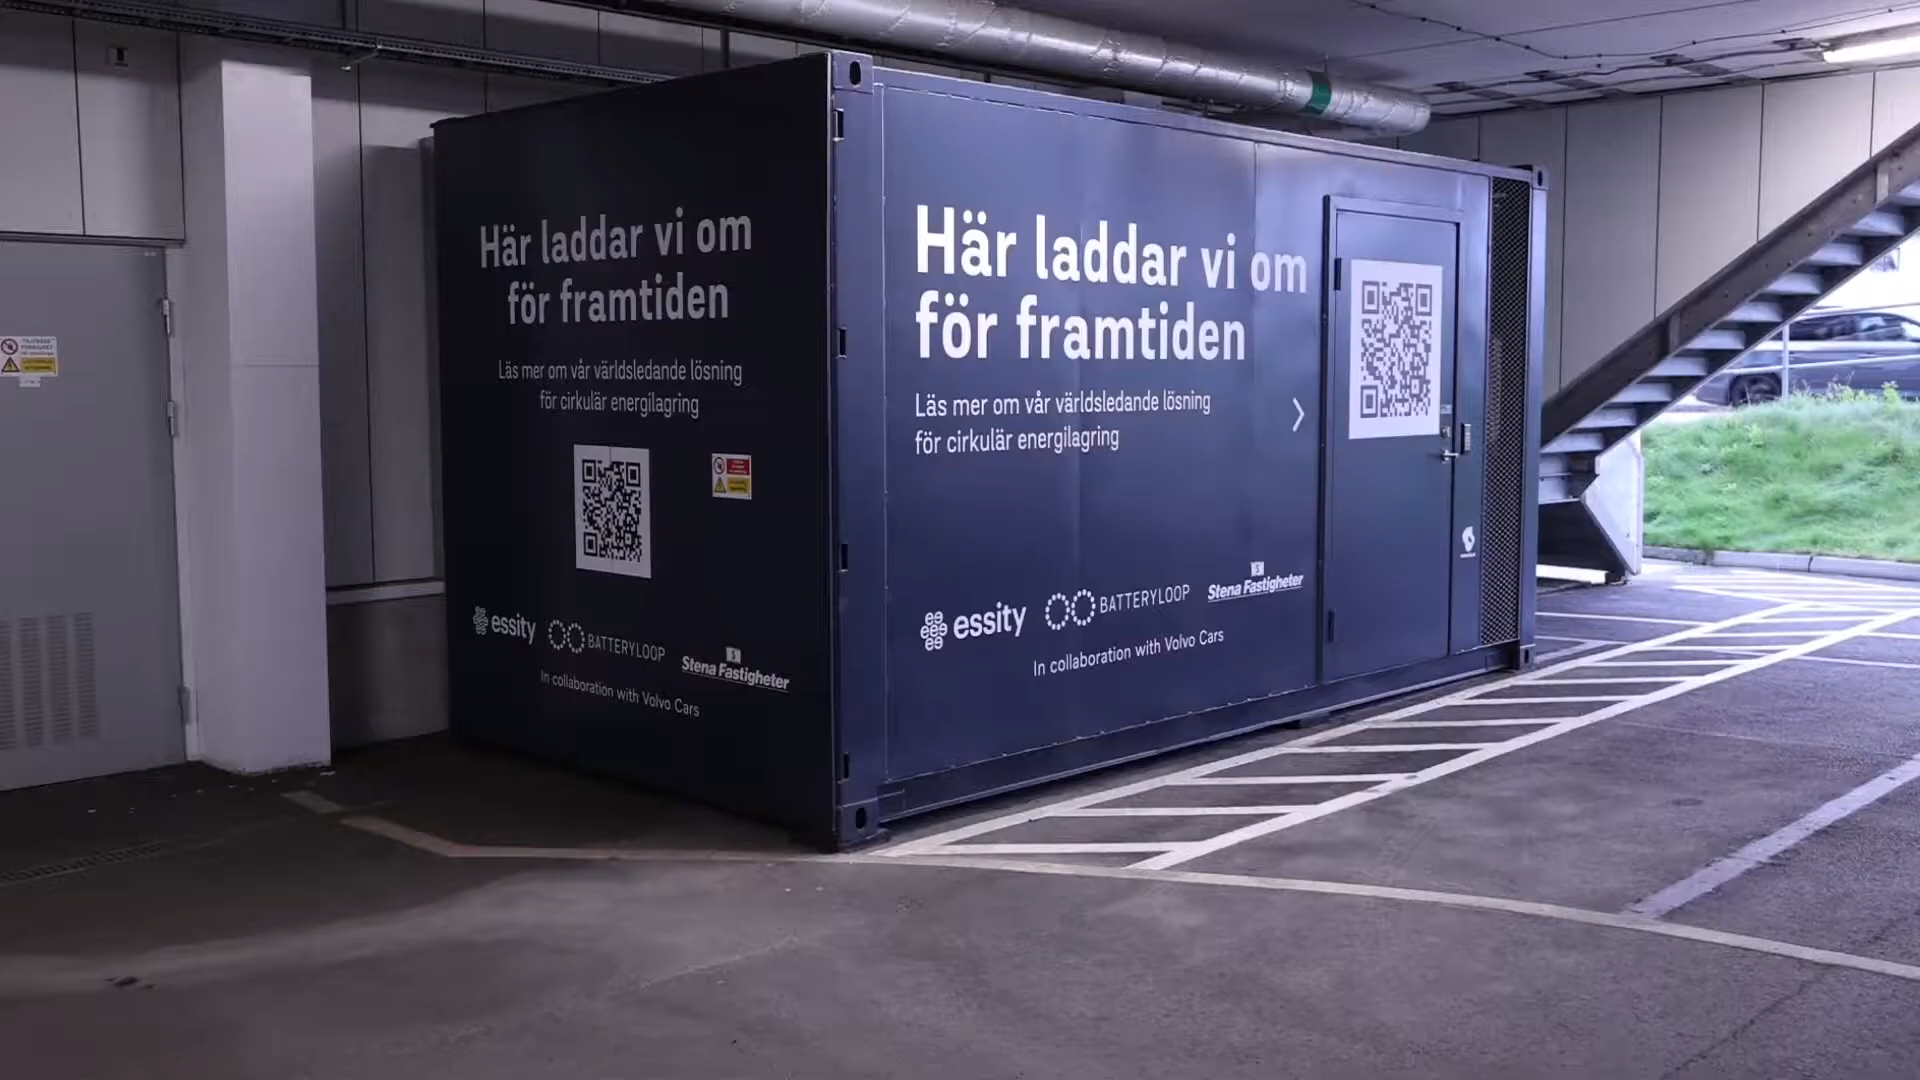 Här laddar vi om
för framtiden
Läs mer om vår världsledande lösning
för cirkulär energilagring
essity
BATTERYLOOP
Stena Fastigheter
In collaboration with Volvo Cars
Här laddar vi om
för framtiden
Läs mer om vår världsledande lösning
för cirkulär energilagring
essity
BATTERYLOOP
Stena Fastigheter
In collaboration with Volvo Cars